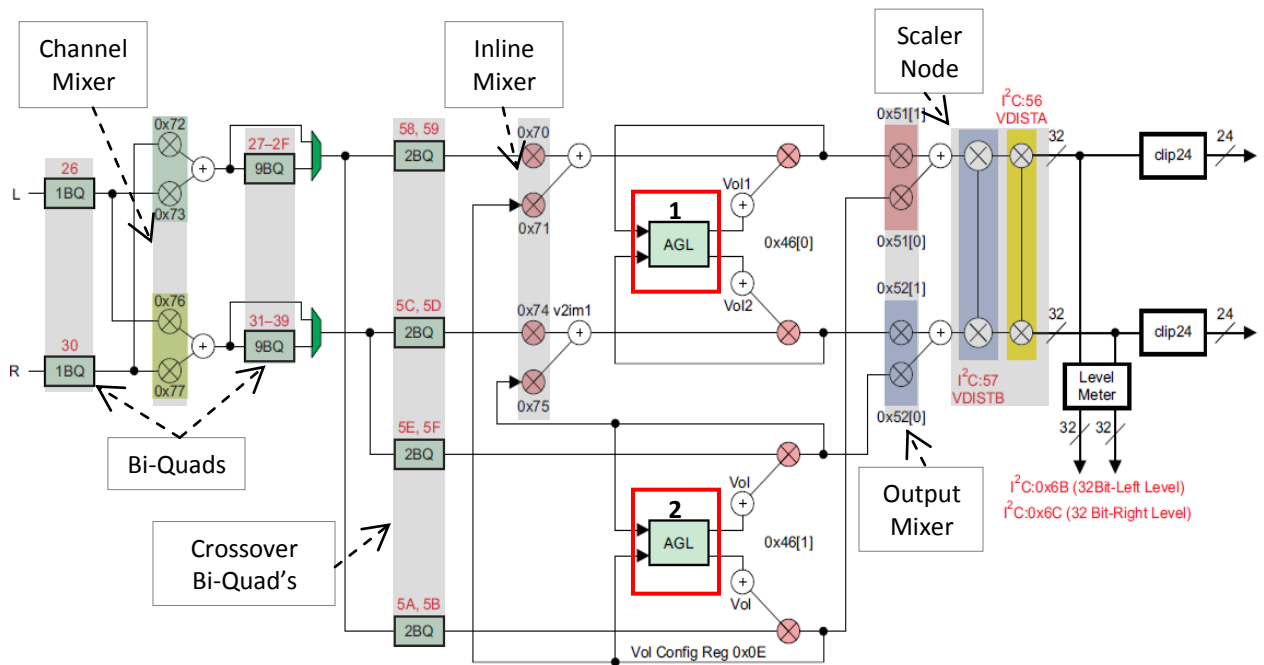 Channel
Mixer
Inline
Mixer
Scaler
Node
I²C:56
VDISTA
0x72
27–2F
9BQ
58, 59
2BQ
0x70
0x51[1]
32
clip24
24
26
1BQ
L
0x73
0x71
Vol1
1
AGL
0x46[0]
0x51[0]
Vol2
0x52[1]
0x76
31–39
9BQ
5C, 5D
2BQ
0x74
v2im1
32
clip24
24
30
1BQ
R
0x77
0x75
I²C:57
VDISTB
0x52[0]
Level
Meter
32
32
Bi-Quads
5E, 5F
2BQ
I²C:0x6B (32Bit-Left Level)
I²C:0x6C (32 Bit-Right Level)
Output
Mixer
Vol
2
AGL
0x46[1]
Vol
Crossover
Bi-Quad’s
5A, 5B
2BQ
Vol Config Reg 0x0E